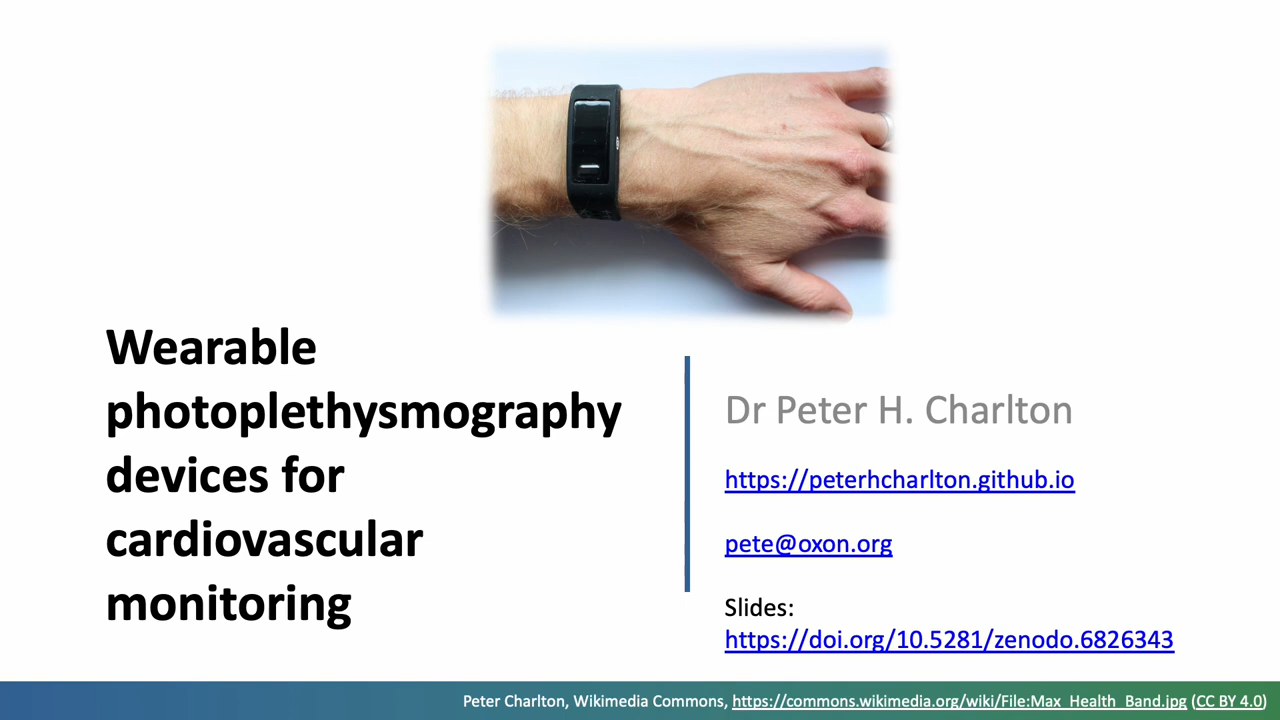 Wearable
photoplethysmography
devices for
cardiovascular
monitoring
Dr Peter H. Charlton
https://peterhcharlton.github.io
pete@oxon.org
Slides:
https://doi.org/10.5281/zenodo.6826343
Peter Charlton, Wikimedia Commons, https://commons.wikimedia.org/wiki/File:Max_Health_Band.jpg (CC BY 4.0)